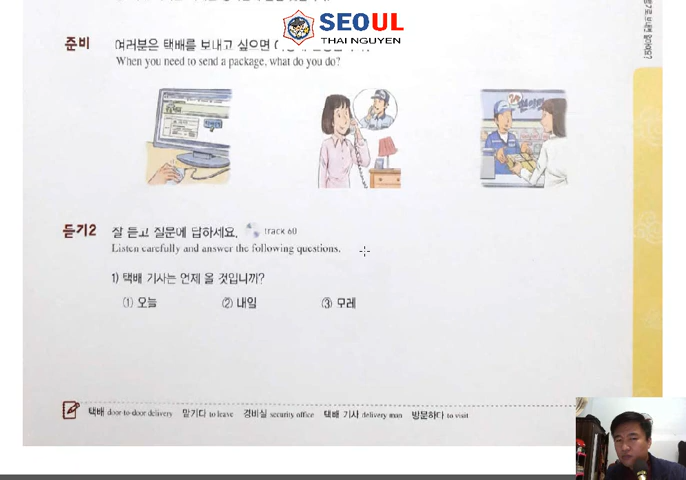 SEOUL
THAI NGUYEN
준비 여러분은 택배를 보내고 싶으면
When you need to send a package, what do you do?
듣기2 잘 듣고 질문에 답하세요. track 60
Listen carefully and answer the following questions.
1) 택배 기사는 언제 올 것입니까?
① 오늘 ② 내일 ③ 모레
택배 door-to-door delivery 맡기다 to leave 경비실 security office 택배 기사 delivery man 방문하다 to visit